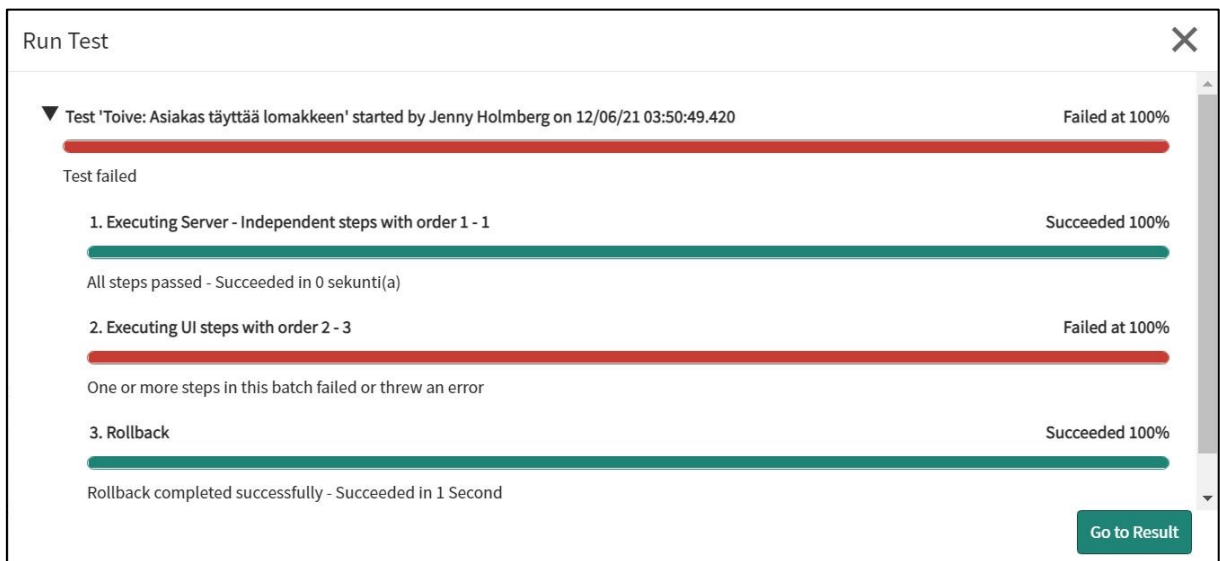 Run Test
Test 'Toive: Asiakas täyttää lomakkeen' started by Jenny Holmberg on 12/06/21 03:50:49.420 Failed at 100%
Test failed
1. Executing Server - Independent steps with order 1 - 1 Succeeded 100%
All steps passed - Succeeded in 0 sekunti(a)
2. Executing UI steps with order 2 - 3 Failed at 100%
One or more steps in this batch failed or threw an error
3. Rollback Succeeded 100%
Rollback completed successfully - Succeeded in 1 Second
Go to Result